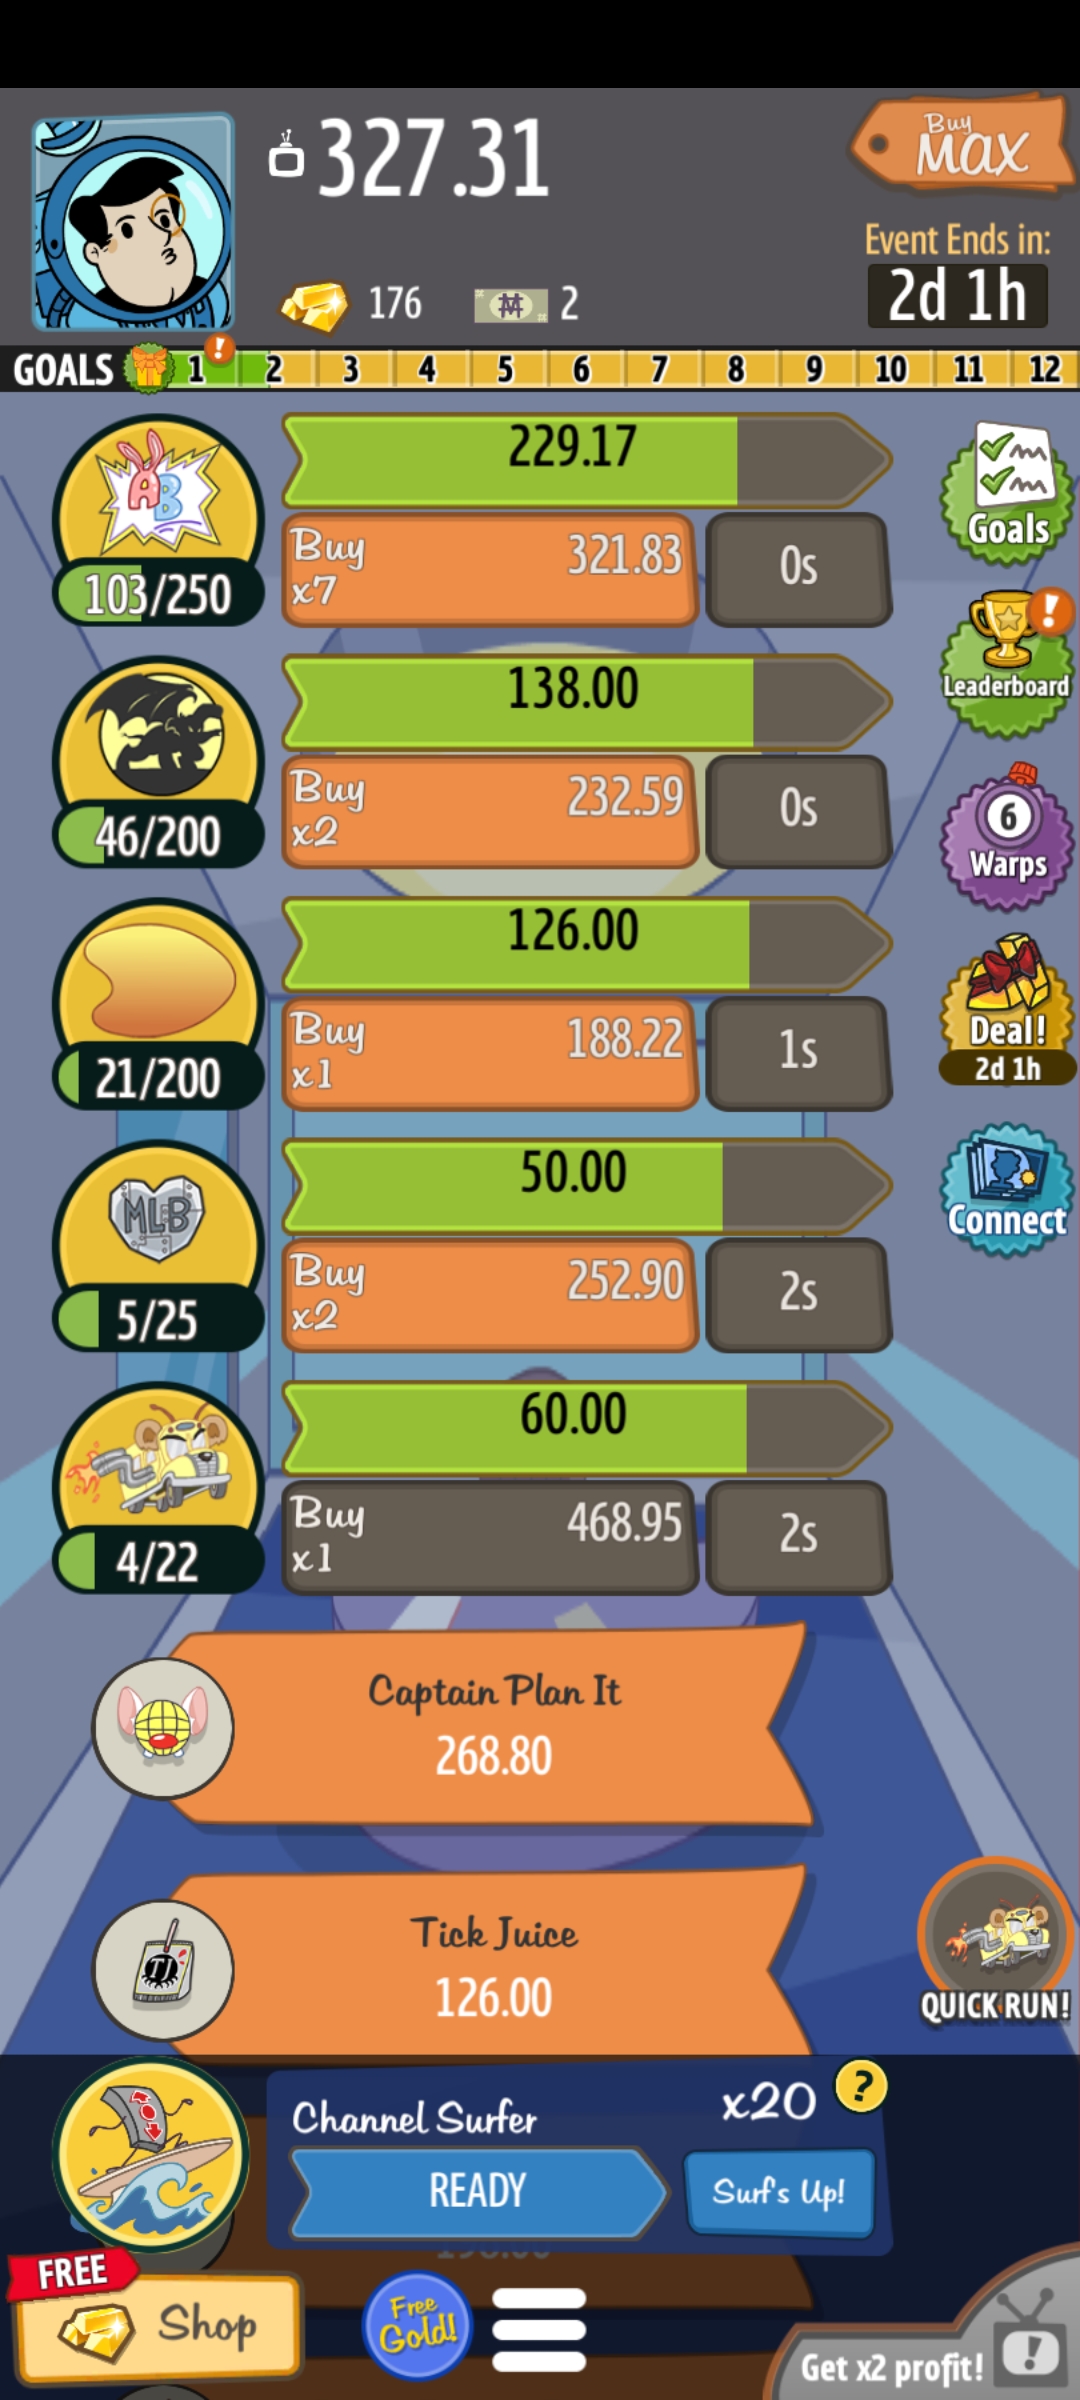 327.31
Buy
MAX
Event Ends in:
2d 1h
176
2
GOALS 1 ! 2 3 4 5 6 7 8 9 10 11 12
AB
229.17
Buy
x7
321.83
0s
103/250
Goals
138.00
Buy
x2
232.59
0s
46/200
!
Leaderboard
126.00
Buy
x1
188.22
1s
21/200
6
Warps
Deal!
2d 1h
MLB
50.00
Buy
x2
252.90
2s
5/25
Connect
60.00
Buy
x1
468.95
2s
4/22
Captain Plan It
268.80
TJ
Tick Juice
126.00
QUICK RUN!
Channel Surfer
x20
?
READY
Surf's Up!
FREE
Shop
Free
Gold!
Get x2 profit!
!